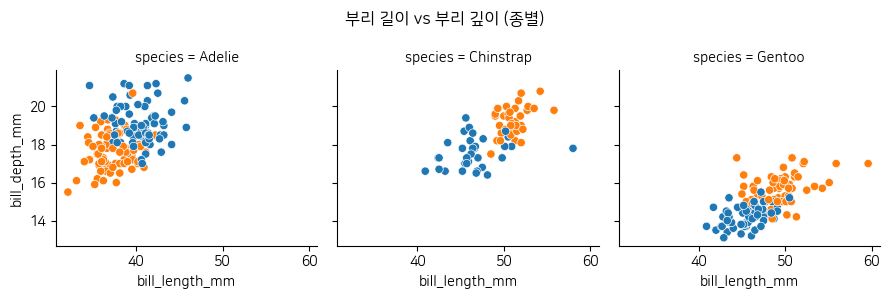 부리 길이 vs 부리 깊이 (종별)
species = Adelie
species = Chinstrap
species = Gentoo
bill_depth_mm
20
18
16
14
40
50
60
40
50
60
40
50
60
bill_length_mm
bill_length_mm
bill_length_mm